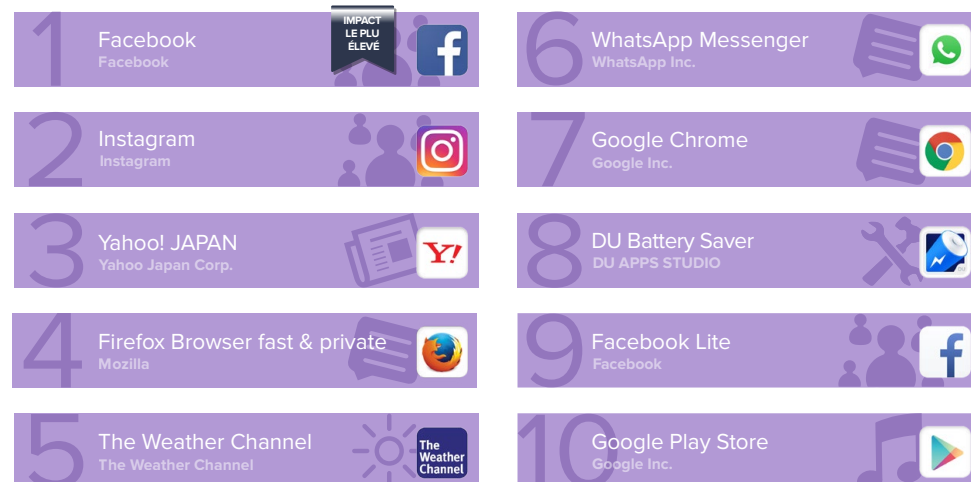 1
Facebook
Facebook
IMPACT
LE PLU
ÉLEVÉ
2
Instagram
Instagram
3
Yahoo! JAPAN
Yahoo Japan Corp.
Y!
4
Firefox Browser fast & private
Mozilla
5
The Weather Channel
The Weather Channel
The
Weather
Channel
6
WhatsApp Messenger
WhatsApp Inc.
7
Google Chrome
Google Inc.
8
DU Battery Saver
DU APPS STUDIO
9
Facebook Lite
Facebook
10
Google Play Store
Google Inc.